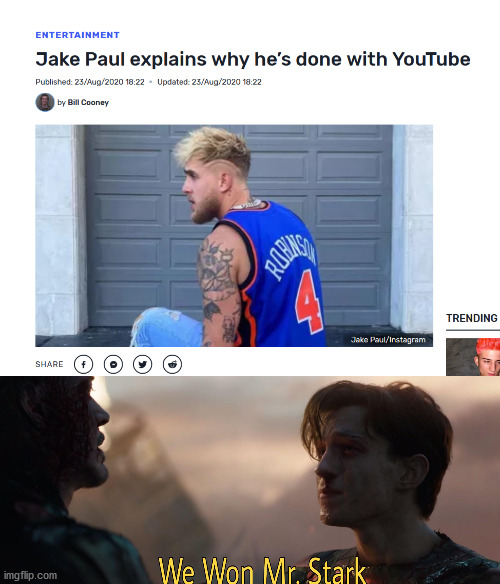 ENTERTAINMENT
Jake Paul explains why he's done with YouTube
Published: 23/Aug/2020 18:22 • Updated: 23/Aug/2020 18:22
by Bill Cooney
ROBINSON
4
Jake Paul/Instagram
TRENDING
SHARE
We Won Mr. Stark
imgflip.com